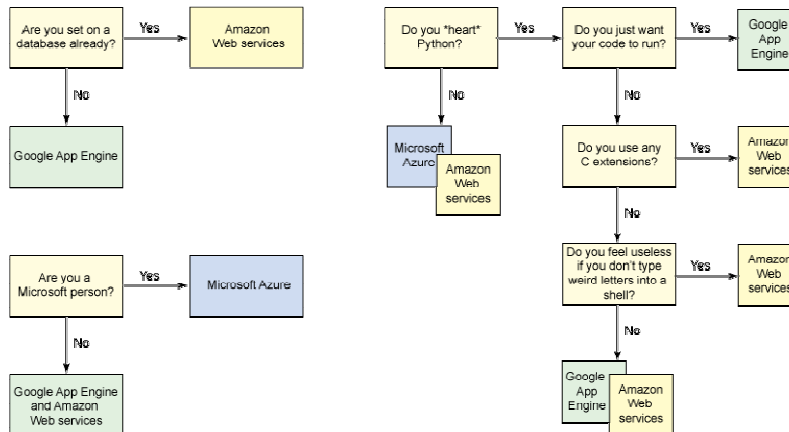 Are you set on a
database already?
Yes
Amazon
Web services
No
Google App Engine
Are you a
Microsoft person?
Yes
Microsoft Azure
No
Google App Engine
and Amazon
Web services
Do you *heart*
Python?
Yes
No
Microsoft
Azure
Amazon
Web
services
Do you just want
your code to run?
Yes
Google
App
Engine
No
Do you use any
C extensions?
Yes
Amazon
Web
services
No
Do you feel useless
if you don't type
weird letters into a
shell?
Yes
Amazon
Web
services
No
Google
App
Engine
Amazon
Web
services